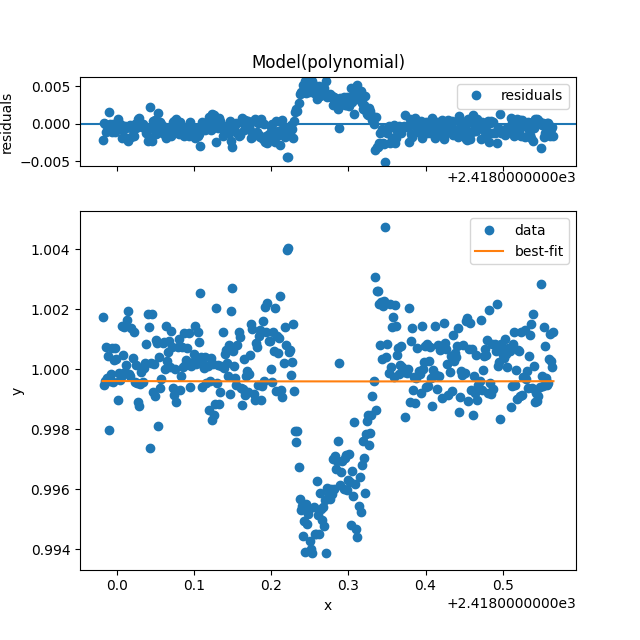 Model(polynomial)
residuals
0.005
0.000
−0.005
residuals
+2.4180000000e3
y
1.004
1.002
1.000
0.998
0.996
0.994
data
best-fit
0.0 0.1 0.2 0.3 0.4 0.5
x
+2.4180000000e3